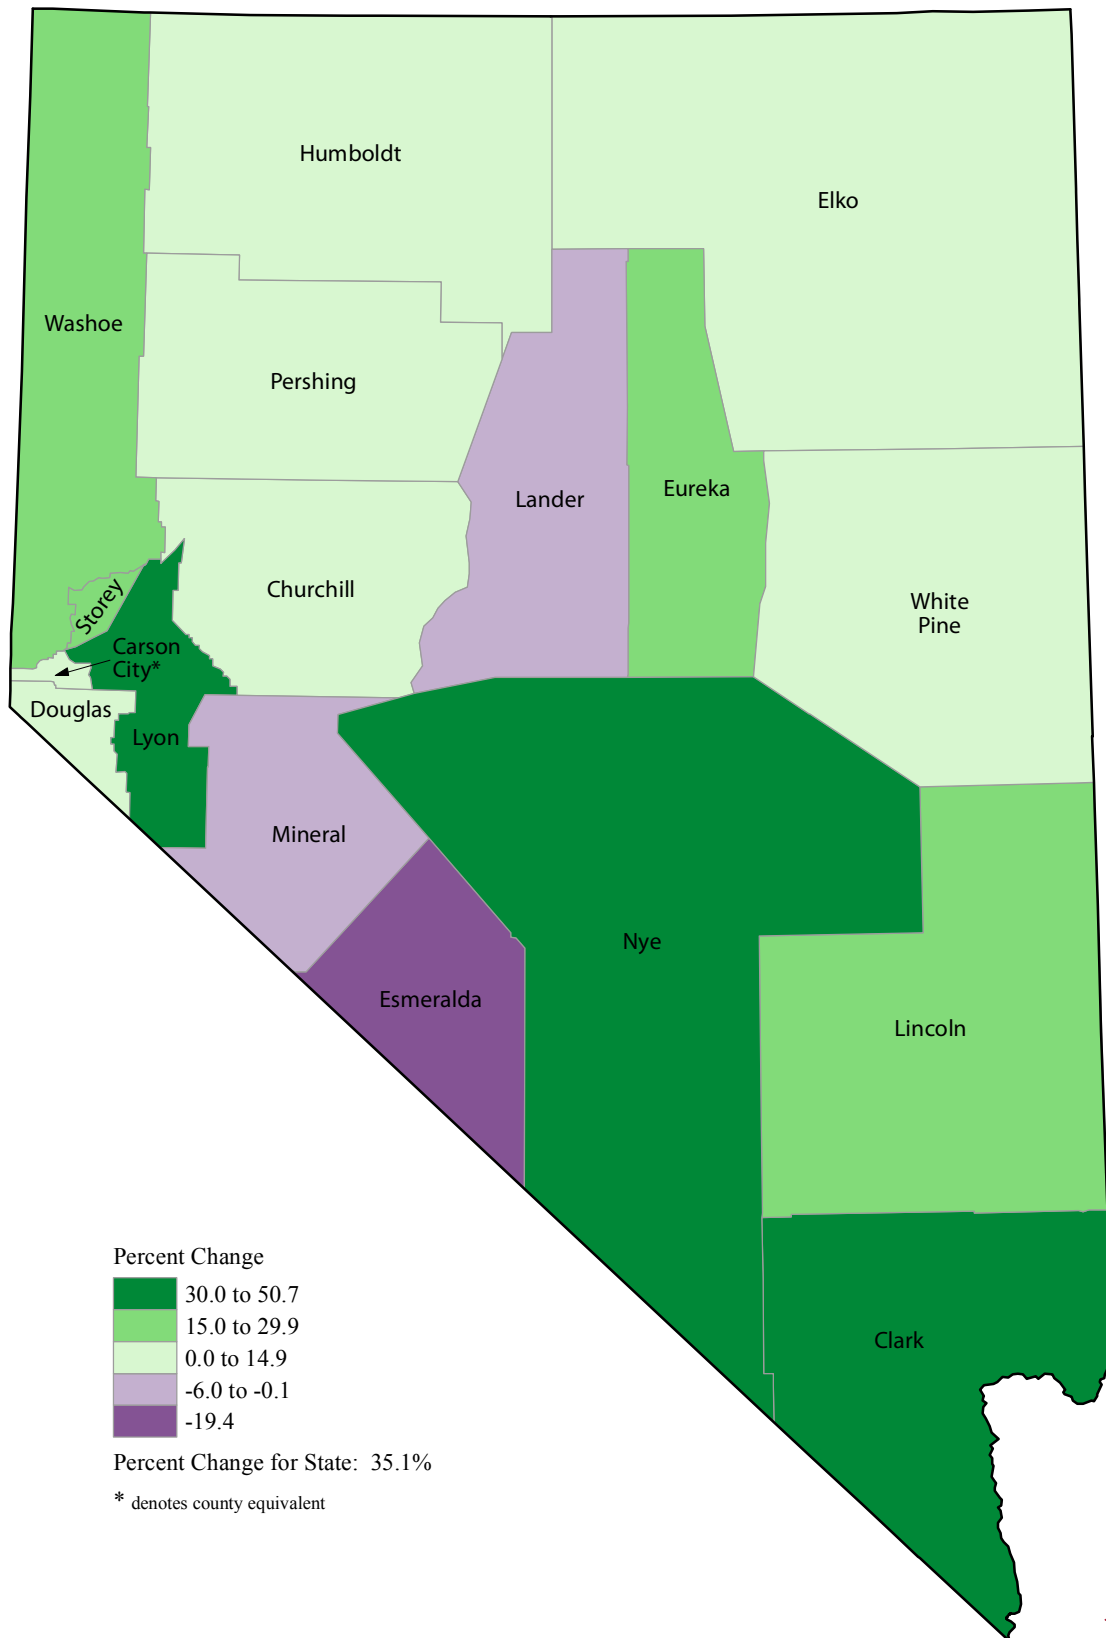 Humboldt
Elko
Washoe
Pershing
Eureka
Lander
Churchill
Storey
White
Pine
Carson
City*
Douglas
Lyon
Mineral
Nye
Esmeralda
Lincoln
Clark
Percent Change
30.0 to 50.7
15.0 to 29.9
0.0 to 14.9
-6.0 to -0.1
-19.4
Percent Change for State: 35.1%
* denotes county equivalent